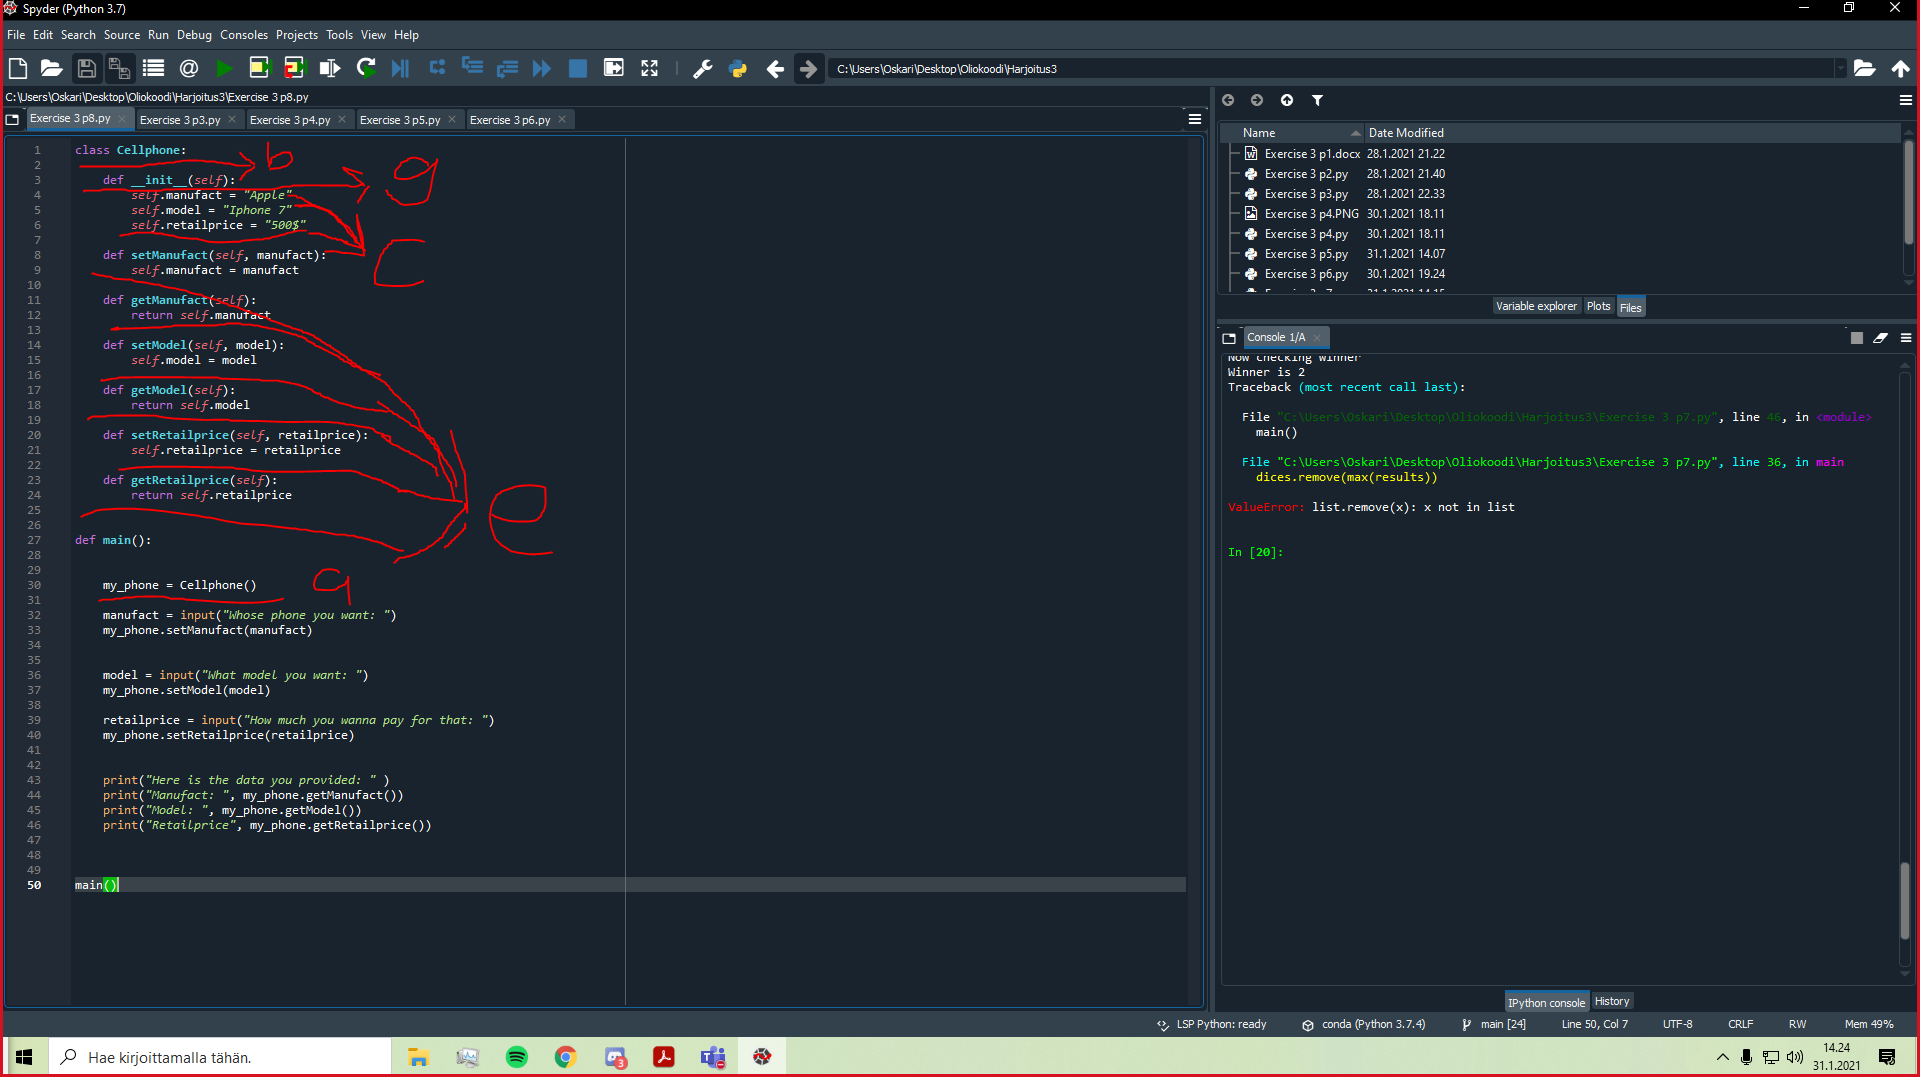 Spyder (Python 3.7)
File Edit Search Source Run Debug Consoles Projects Tools View Help
C:\Users\Oskari\Desktop\Oliokoodi\Harjoitus3
C:\Users\Oskari\Desktop\Oliokoodi\Harjoitus3\Exercise 3 p8.py
Exercise 3 p8.py Exercise 3 p3.py Exercise 3 p4.py Exercise 3 p5.py Exercise 3 p6.py
1 class Cellphone:
b
2
3 def __init__(self):
g
4 self.manufact = "Apple"
5 self.model = "Iphone 7"
6 self.retailprice = "500$"
7
8 def setManufact(self, manufact):
c
9 self.manufact = manufact
10
11 def getManufact(self):
12 return self.manufact
13
14 def setModel(self, model):
15 self.model = model
16
17 def getModel(self):
18 return self.model
19
20 def setRetailprice(self, retailprice):
21 self.retailprice = retailprice
22
23 def getRetailprice(self):
24 return self.retailprice
25
e
26
27 def main():
28
29
30 my_phone = Cellphone()
a
31
32 manufact = input("Whose phone you want: ")
33 my_phone.setManufact(manufact)
34
35
36 model = input("What model you want: ")
37 my_phone.setModel(model)
38
39 retailprice = input("How much you wanna pay for that: ")
40 my_phone.setRetailprice(retailprice)
41
42
43 print("Here is the data you provided: " )
44 print("Manufact: ", my_phone.getManufact())
45 print("Model: ", my_phone.getModel())
46 print("Retailprice", my_phone.getRetailprice())
47
48
49
50 main()
Name Date Modified
Exercise 3 p1.docx 28.1.2021 21.22
Exercise 3 p2.py 28.1.2021 21.40
Exercise 3 p3.py 28.1.2021 22.33
Exercise 3 p4.PNG 30.1.2021 18.11
Exercise 3 p4.py 30.1.2021 18.11
Exercise 3 p5.py 31.1.2021 14.07
Exercise 3 p6.py 30.1.2021 19.24
Variable explorer Plots Files
Console 1/A
Now checking winner
Winner is 2
Traceback (most recent call last):
File "C:\Users\Oskari\Desktop\Oliokoodi\Harjoitus3\Exercise 3 p7.py", line 46, in <module>
main()
File "C:\Users\Oskari\Desktop\Oliokoodi\Harjoitus3\Exercise 3 p7.py", line 36, in main
dices.remove(max(results))
ValueError: list.remove(x): x not in list
In [20]:
IPython console History
LSP Python: ready conda (Python 3.7.4) main [24] Line 50, Col 7 UTF-8 CRLF RW Mem 49%
Hae kirjoittamalla tähän.
3
14.24
31.1.2021